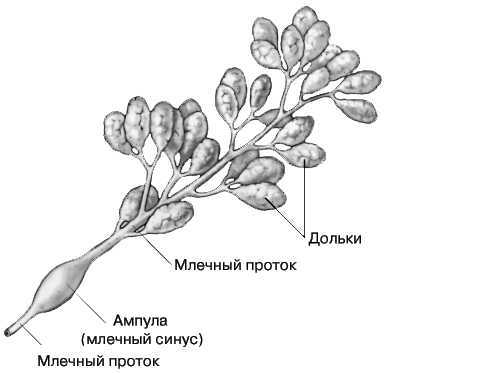 Дольки
Млечный проток
Ампула
(млечный синус)
Млечный проток